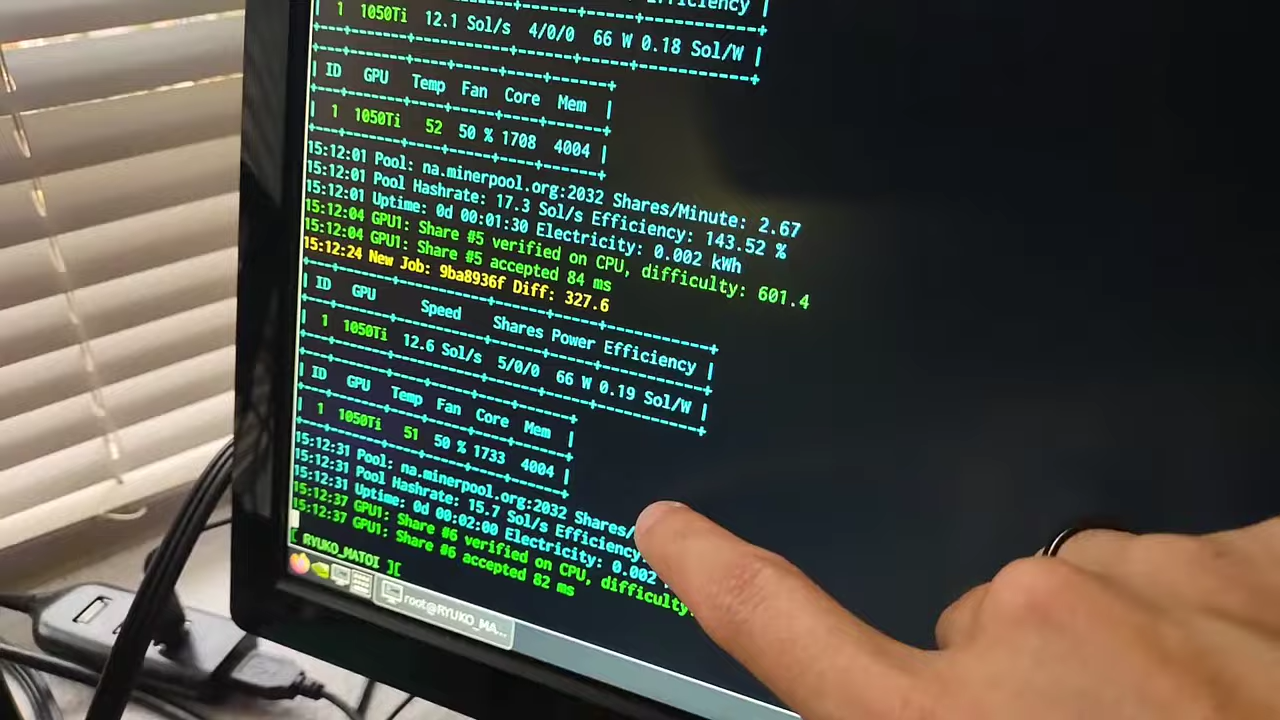 Efficiency |
| 1 1050Ti 12.1 Sol/s 4/0/0 66 W 0.18 Sol/W |
| ID GPU Temp Fan Core Mem |
| 1 1050Ti 52 50 % 1708 4004 |
15:12:01 Pool: na.minerpool.org:2032 Shares/Minute: 2.67
15:12:01 Pool Hashrate: 17.3 Sol/s Efficiency: 143.52 %
15:12:01 Uptime: 0d 00:01:30 Electricity: 0.002 kWh
15:12:04 GPU1: Share #5 verified on CPU, difficulty: 601.4
15:12:04 GPU1: Share #5 accepted 84 ms
15:12:24 New Job: 9ba8936f Diff: 327.6
| ID GPU Speed Shares Power Efficiency |
| 1 1050Ti 12.6 Sol/s 5/0/0 66 W 0.19 Sol/W |
| ID GPU Temp Fan Core Mem |
| 1 1050Ti 51 50 % 1733 4004 |
15:12:31 Pool: na.minerpool.org:2032 Shares/
15:12:31 Pool Hashrate: 15.7 Sol/s Efficiency:
15:12:31 Uptime: 0d 00:02:00 Electricity: 0.002
15:12:37 GPU1: Share #6 verified on CPU, difficulty:
15:12:37 GPU1: Share #6 accepted 82 ms
[ RYUKO_MATOI ][
root@RYUKO_MA...